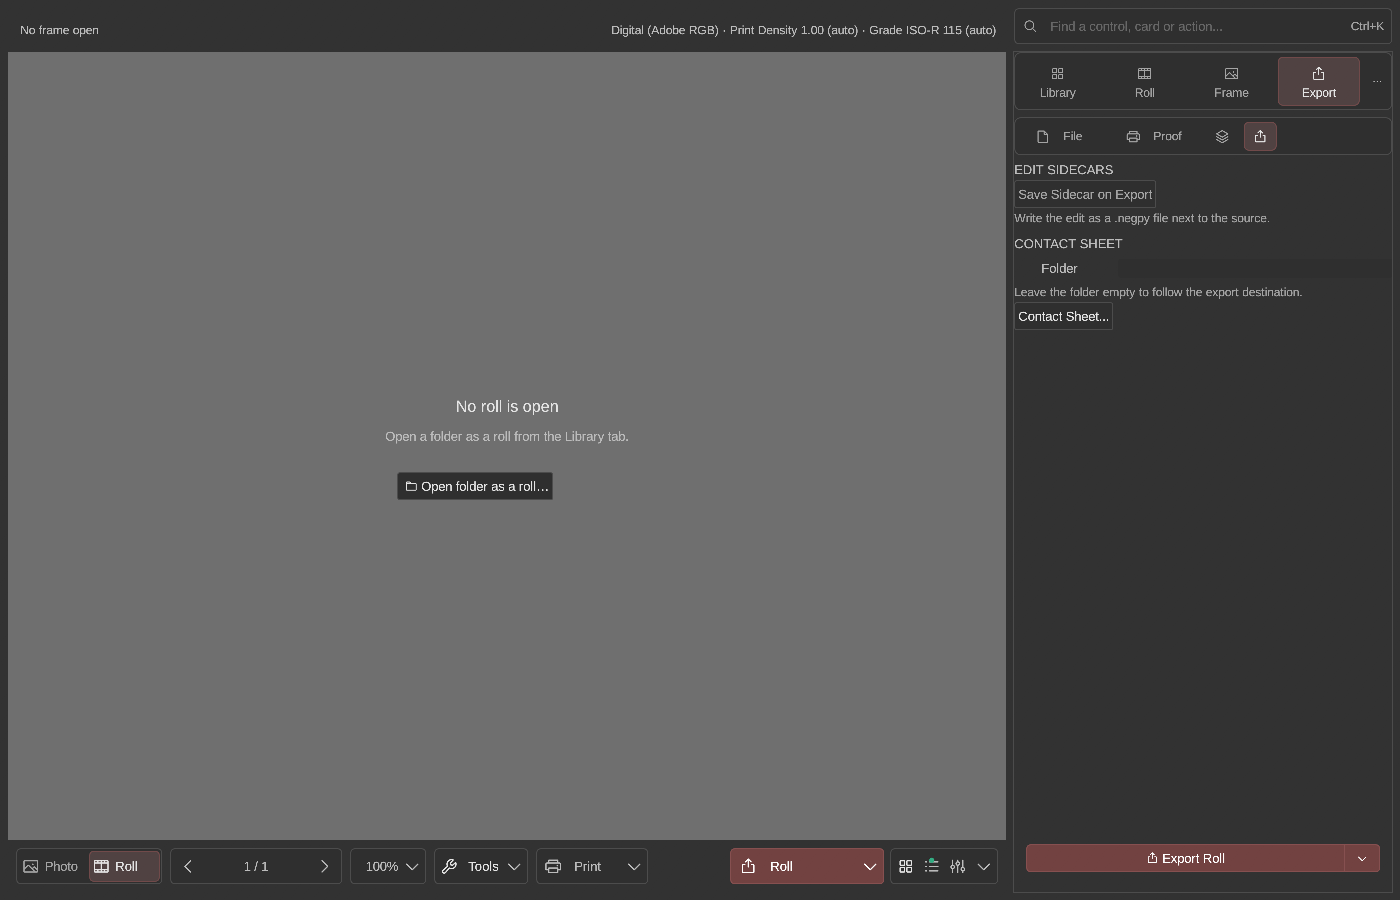 No frame open
Digital (Adobe RGB) · Print Density 1.00 (auto) · Grade ISO-R 115 (auto)
Find a control, card or action...
Ctrl+K
Library
Roll
Frame
Export
...
File
Proof
EDIT SIDECARS
Save Sidecar on Export
Write the edit as a .negpy file next to the source.
CONTACT SHEET
Folder
Leave the folder empty to follow the export destination.
Contact Sheet...
No roll is open
Open a folder as a roll from the Library tab.
Open folder as a roll...
Export Roll
Photo
Roll
1 / 1
100%
Tools
Print
Roll